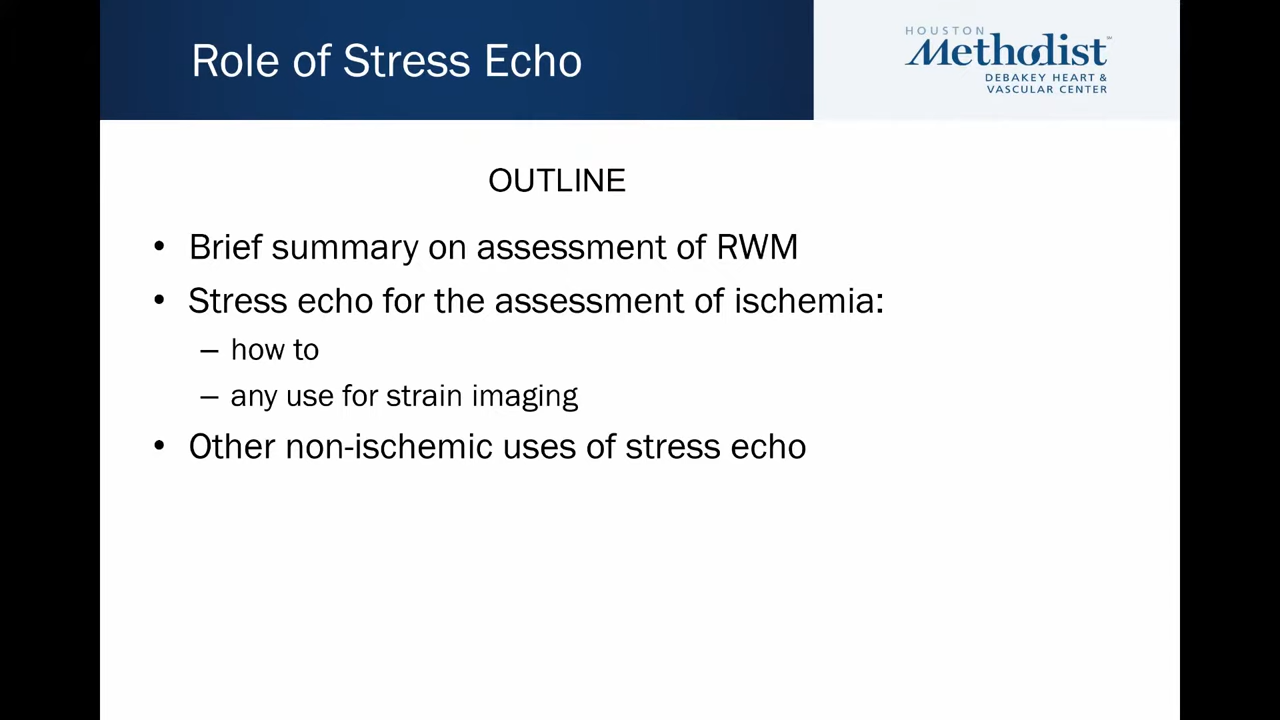 Role of Stress Echo
HOUSTON
Methodist
DEBAKEY HEART &
VASCULAR CENTER
OUTLINE
• Brief summary on assessment of RWM
• Stress echo for the assessment of ischemia:
– how to
– any use for strain imaging
• Other non-ischemic uses of stress echo